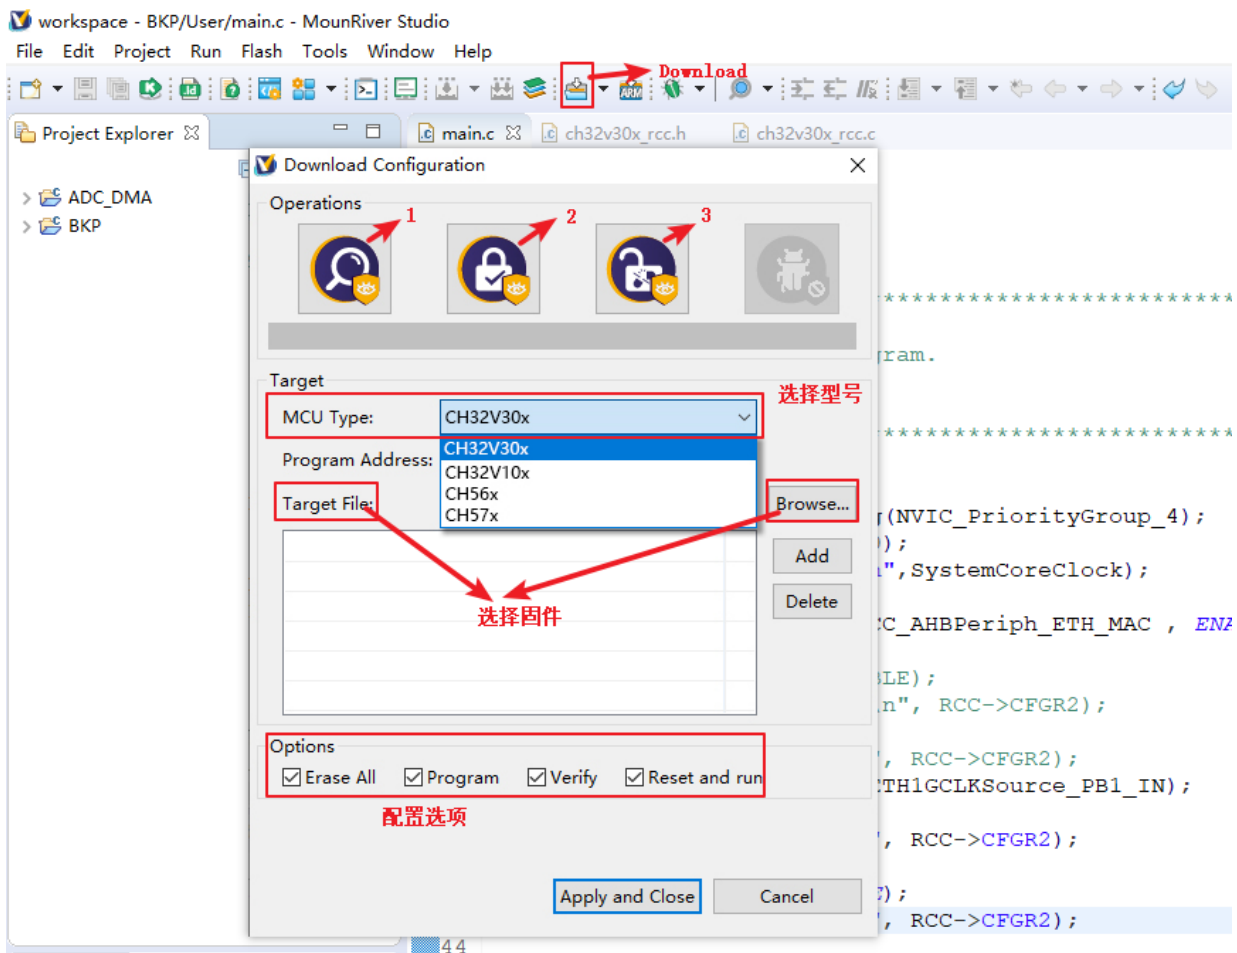 workspace - BKP/User/main.c - MounRiver Studio
File Edit Project Run Flash Tools Window Help
Download
Project Explorer
main.c
ch32v30x_rcc.h
ch32v30x_rcc.c
Download Configuration
ADC_DMA
BKP
Operations
1
2
3
****************************
gram.
Target
选择型号
MCU Type:
CH32V30x
****************************
CH32V30x
Program Address:
CH32V10x
CH56x
Target File:
Browse...
CH57x
(NVIC_PriorityGroup_4);
);
Add
",SystemCoreClock);
Delete
选择固件
C_AHBPeriph_ETH_MAC , ENA
BLE);
n", RCC->CFGR2);
Options
, RCC->CFGR2);
Erase All
Program
Verify
Reset and run
ETH1GCLKSource_PB1_IN);
配置选项
", RCC->CFGR2);
Apply and Close
Cancel
);
", RCC->CFGR2);
44